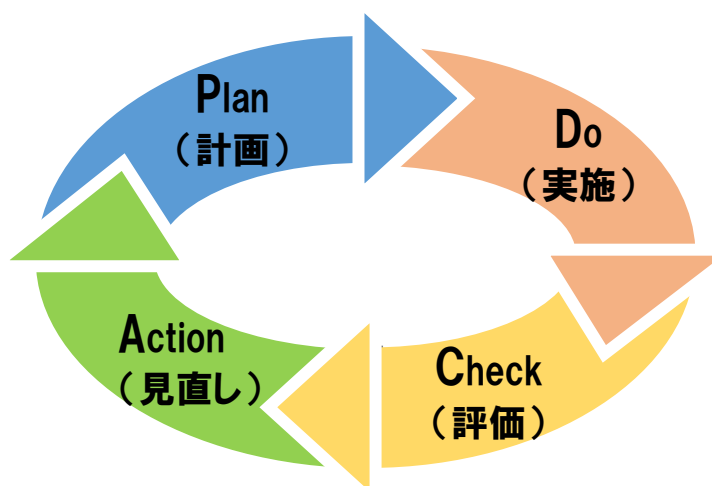 Plan
（計画）
Do
（実施）
Check
（評価）
Action
（見直し）